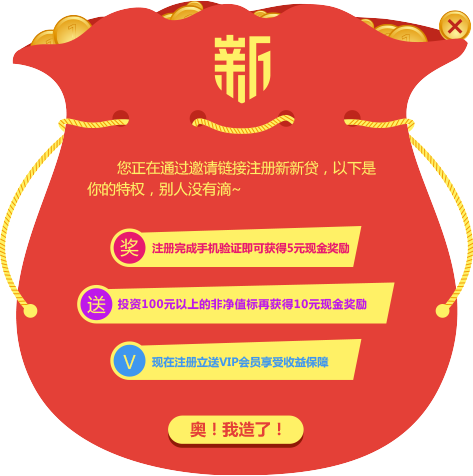 新
您正在通过邀请链接注册新新贷，以下是
你的特权，别人没有滴~
奖 注册完成手机验证即可获得5元现金奖励
送 投资100元以上的非净值标再获得10元现金奖励
V 现在注册立送VIP会员享受收益保障
奥！我造了！